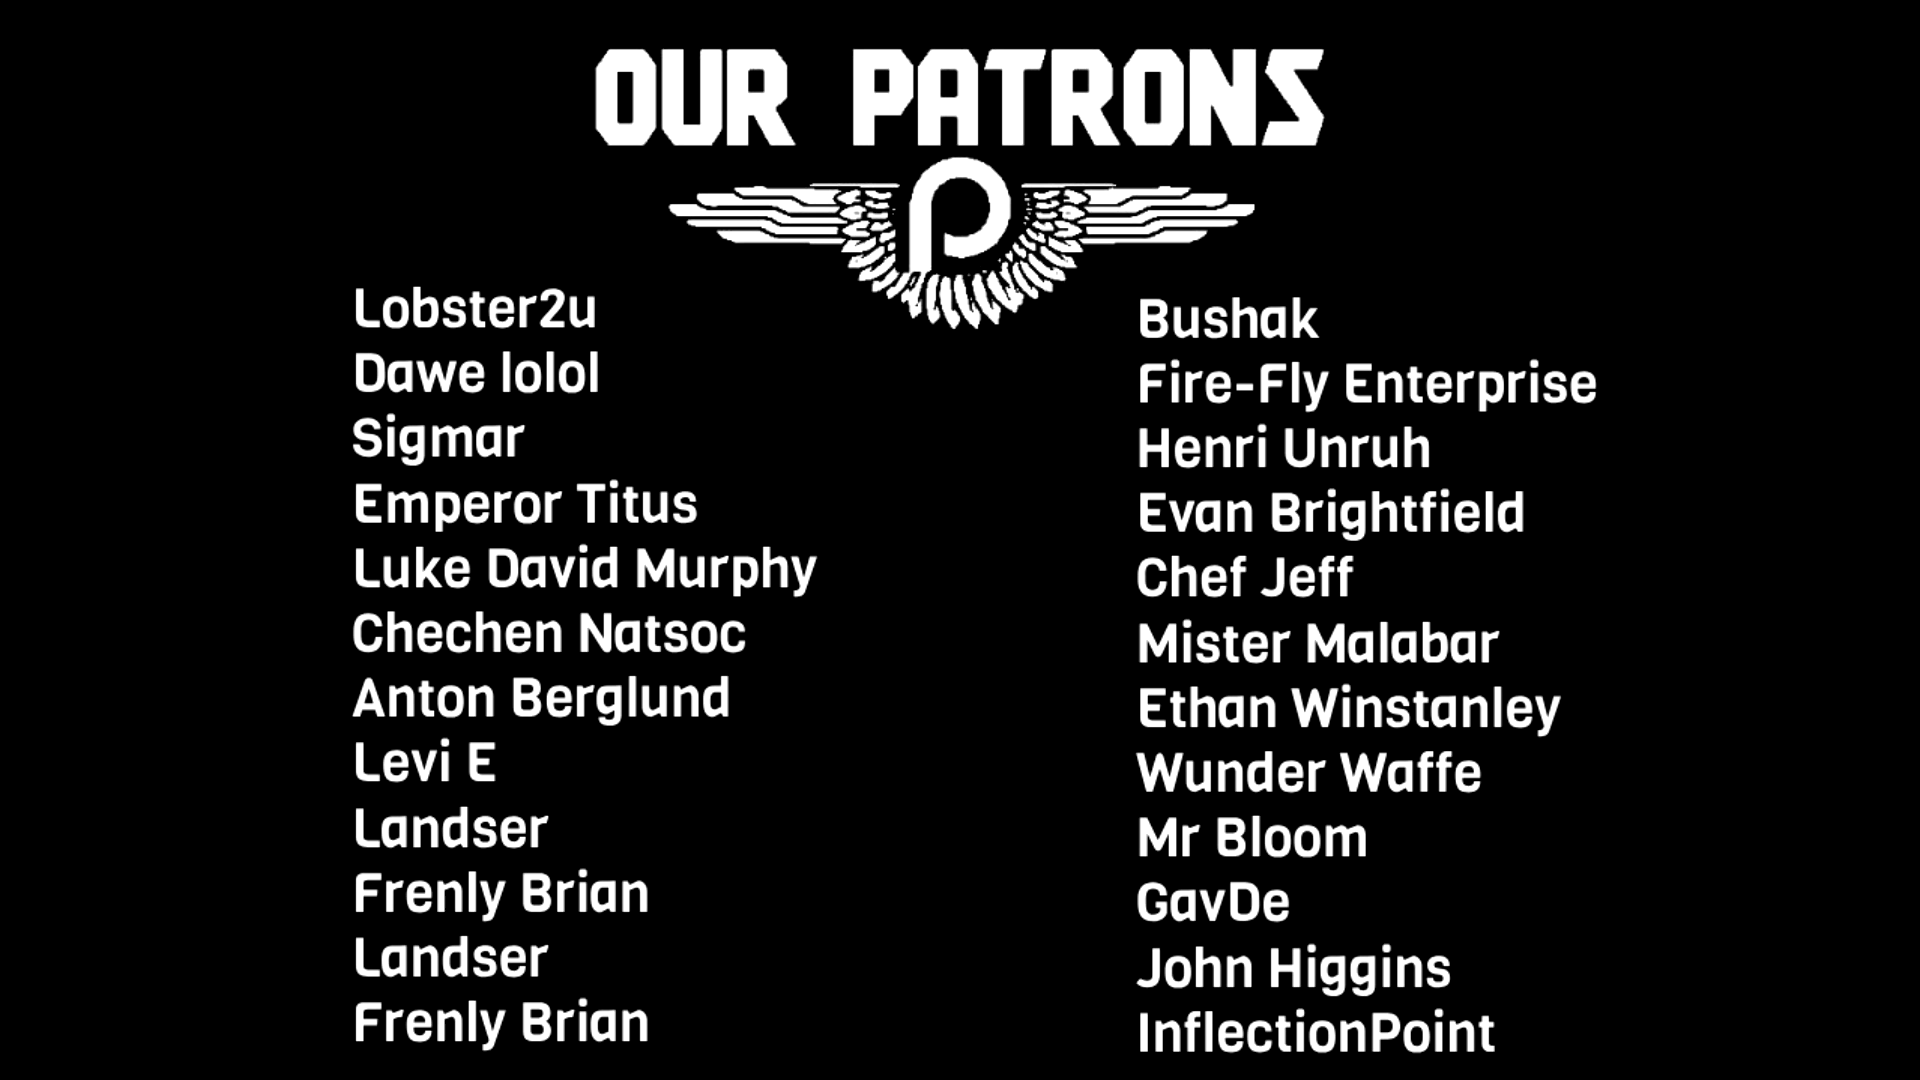 OUR PATRONS
Lobster2u
Dawe lolol
Sigmar
Emperor Titus
Luke David Murphy
Chechen Natsoc
Anton Berglund
Levi E
Landser
Frenly Brian
Landser
Frenly Brian
Bushak
Fire-Fly Enterprise
Henri Unruh
Evan Brightfield
Chef Jeff
Mister Malabar
Ethan Winstanley
Wunder Waffe
Mr Bloom
GavDe
John Higgins
InflectionPoint